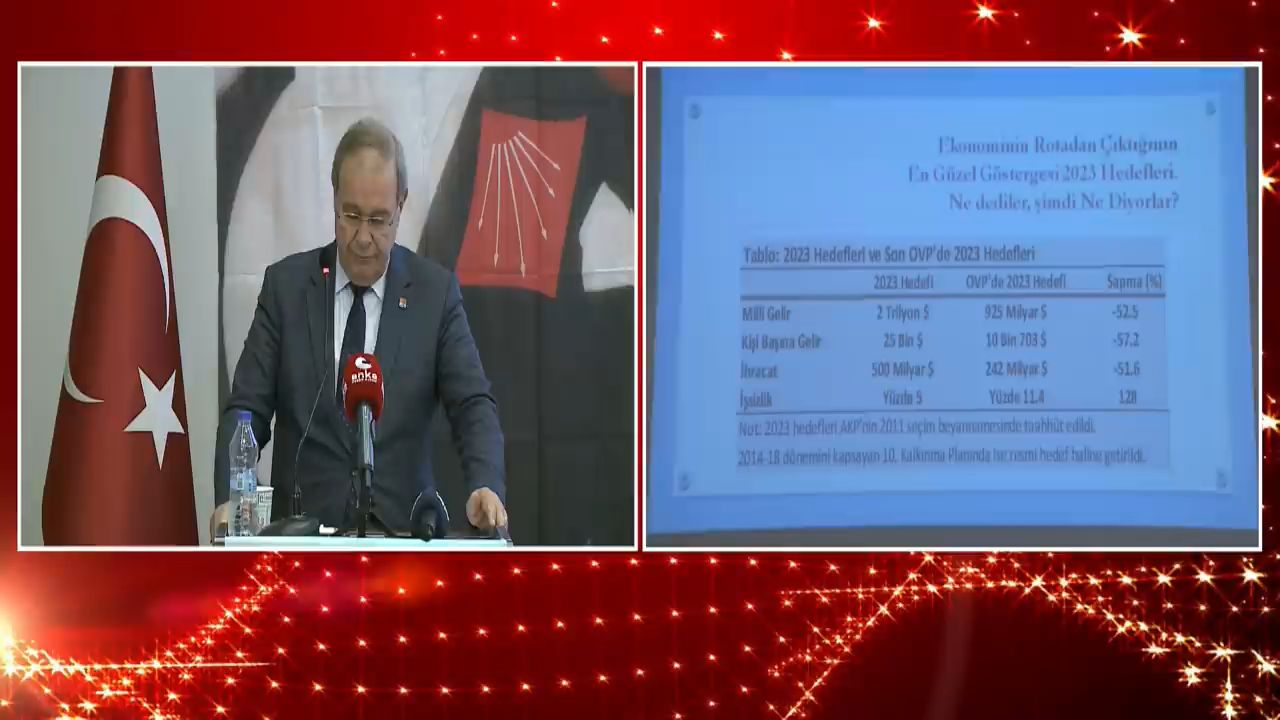 anka
Ekonominin Rotadan Çıktığının
En Güzel Göstergesi 2023 Hedefleri.
Ne dediler, şimdi Ne Diyorlar?
Tablo: 2023 Hedefleri ve Son OVP'de 2023 Hedefleri
2023 Hedefi OVP'de 2023 Hedefi Sapma (%)
Milli Gelir 2 Trilyon $ 925 Milyar $ -52.5
Kişi Başına Gelir 25 Bin $ 10 Bin 703 $ -57.2
İhracat 500 Milyar $ 242 Milyar $ -51.6
İşsizlik Yüzde 5 Yüzde 11.4 128
Not: 2023 hedefleri AKP'nin 2011 seçim beyannamesinde taahhüt edildi,
2014-18 dönemini kapsayan 10. Kalkınma Planında ise resmi hedef haline getirildi.